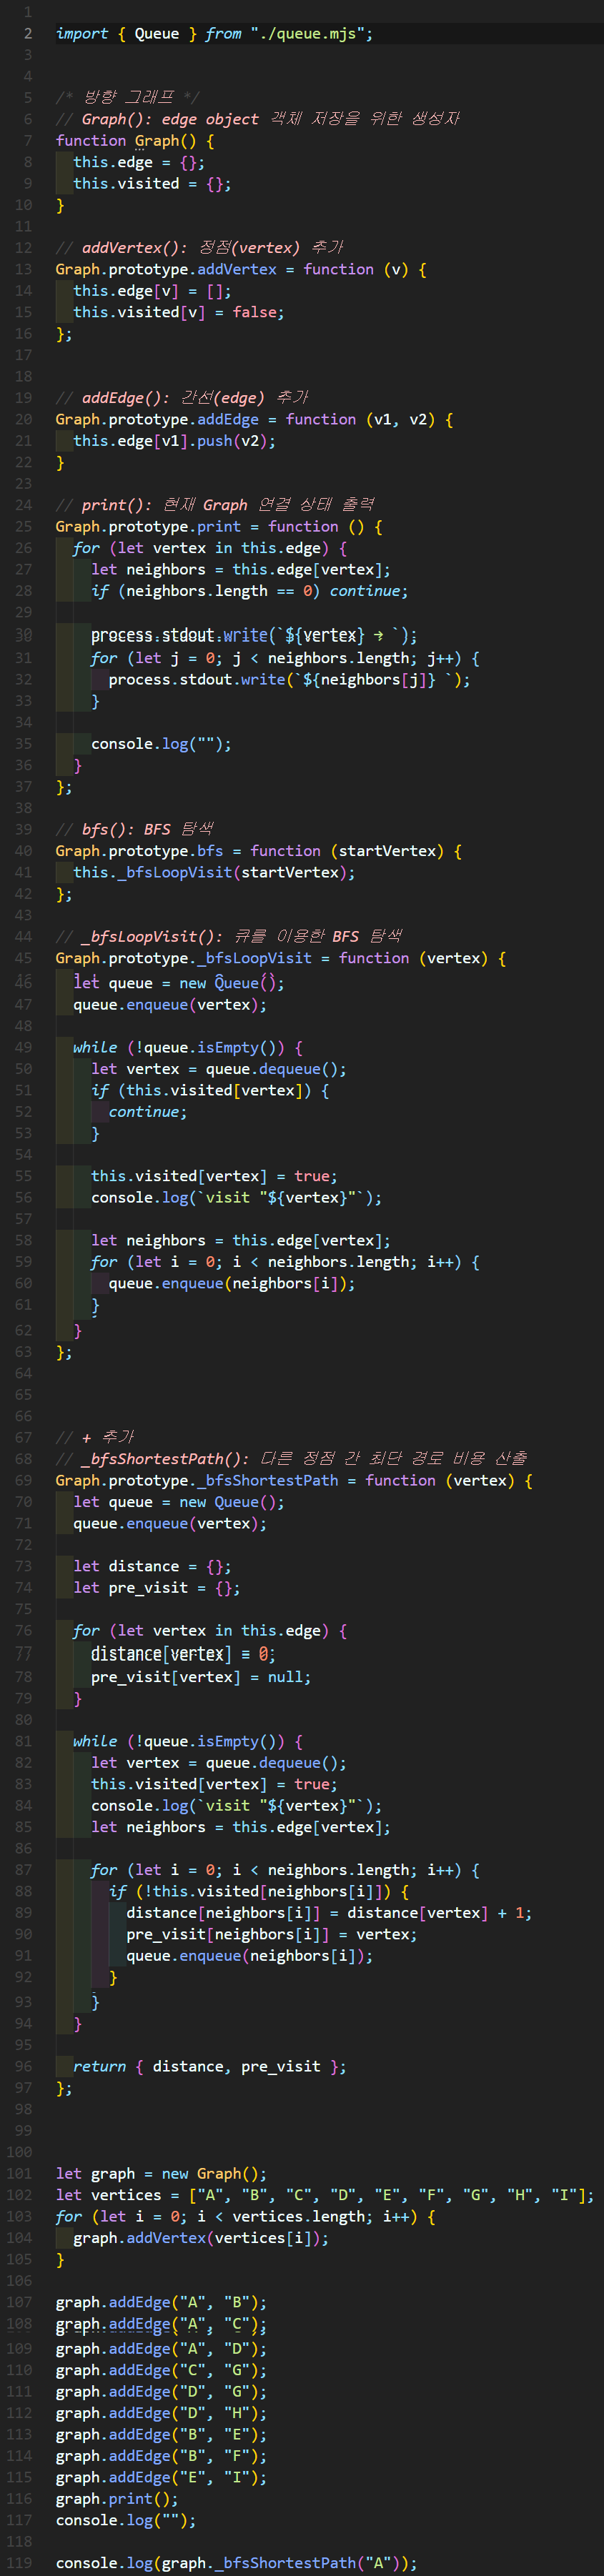 1
2 import { Queue } from "./queue.mjs";
3
4
5 /* 방향 그래프 */
6 // Graph(): edge object 객체 저장을 위한 생성자
7 function Graph() {
8   this.edge = {};
9   this.visited = {};
10 }
11
12 // addVertex(): 정점(vertex) 추가
13 Graph.prototype.addVertex = function (v) {
14   this.edge[v] = [];
15   this.visited[v] = false;
16 };
17
18
19 // addEdge(): 간선(edge) 추가
20 Graph.prototype.addEdge = function (v1, v2) {
21   this.edge[v1].push(v2);
22 }
23
24 // print(): 현재 Graph 연결 상태 출력
25 Graph.prototype.print = function () {
26   for (let vertex in this.edge) {
27     let neighbors = this.edge[vertex];
28     if (neighbors.length == 0) continue;
29
30     process.stdout.write(`${vertex} → `);
31     for (let j = 0; j < neighbors.length; j++) {
32       process.stdout.write(`${neighbors[j]} `);
33     }
34
35     console.log("");
36   }
37 };
38
39 // bfs(): BFS 탐색
40 Graph.prototype.bfs = function (startVertex) {
41   this._bfsLoopVisit(startVertex);
42 };
43
44 // _bfsLoopVisit(): 큐를 이용한 BFS 탐색
45 Graph.prototype._bfsLoopVisit = function (vertex) {
46   let queue = new Queue();
47   queue.enqueue(vertex);
48
49   while (!queue.isEmpty()) {
50     let vertex = queue.dequeue();
51     if (this.visited[vertex]) {
52       continue;
53     }
54
55     this.visited[vertex] = true;
56     console.log(`visit "${vertex}"`);
57
58     let neighbors = this.edge[vertex];
59     for (let i = 0; i < neighbors.length; i++) {
60       queue.enqueue(neighbors[i]);
61     }
62   }
63 };
64
65
66
67 // + 추가
68 // _bfsShortestPath(): 다른 정점 간 최단 경로 비용 산출
69 Graph.prototype._bfsShortestPath = function (vertex) {
70   let queue = new Queue();
71   queue.enqueue(vertex);
72
73   let distance = {};
74   let pre_visit = {};
75
76   for (let vertex in this.edge) {
77     distance[vertex] = 0;
78     pre_visit[vertex] = null;
79   }
80
81   while (!queue.isEmpty()) {
82     let vertex = queue.dequeue();
83     this.visited[vertex] = true;
84     console.log(`visit "${vertex}"`);
85     let neighbors = this.edge[vertex];
86
87     for (let i = 0; i < neighbors.length; i++) {
88       if (!this.visited[neighbors[i]]) {
89         distance[neighbors[i]] = distance[vertex] + 1;
90         pre_visit[neighbors[i]] = vertex;
91         queue.enqueue(neighbors[i]);
92       }
93     }
94   }
95
96   return { distance, pre_visit };
97 };
98
99
100
101 let graph = new Graph();
102 let vertices = ["A", "B", "C", "D", "E", "F", "G", "H", "I"];
103 for (let i = 0; i < vertices.length; i++) {
104   graph.addVertex(vertices[i]);
105 }
106
107 graph.addEdge("A", "B");
108 graph.addEdge("A", "C");
109 graph.addEdge("A", "D");
110 graph.addEdge("C", "G");
111 graph.addEdge("D", "G");
112 graph.addEdge("D", "H");
113 graph.addEdge("B", "E");
114 graph.addEdge("B", "F");
115 graph.addEdge("E", "I");
116 graph.print();
117 console.log("");
118
119 console.log(graph._bfsShortestPath("A"));